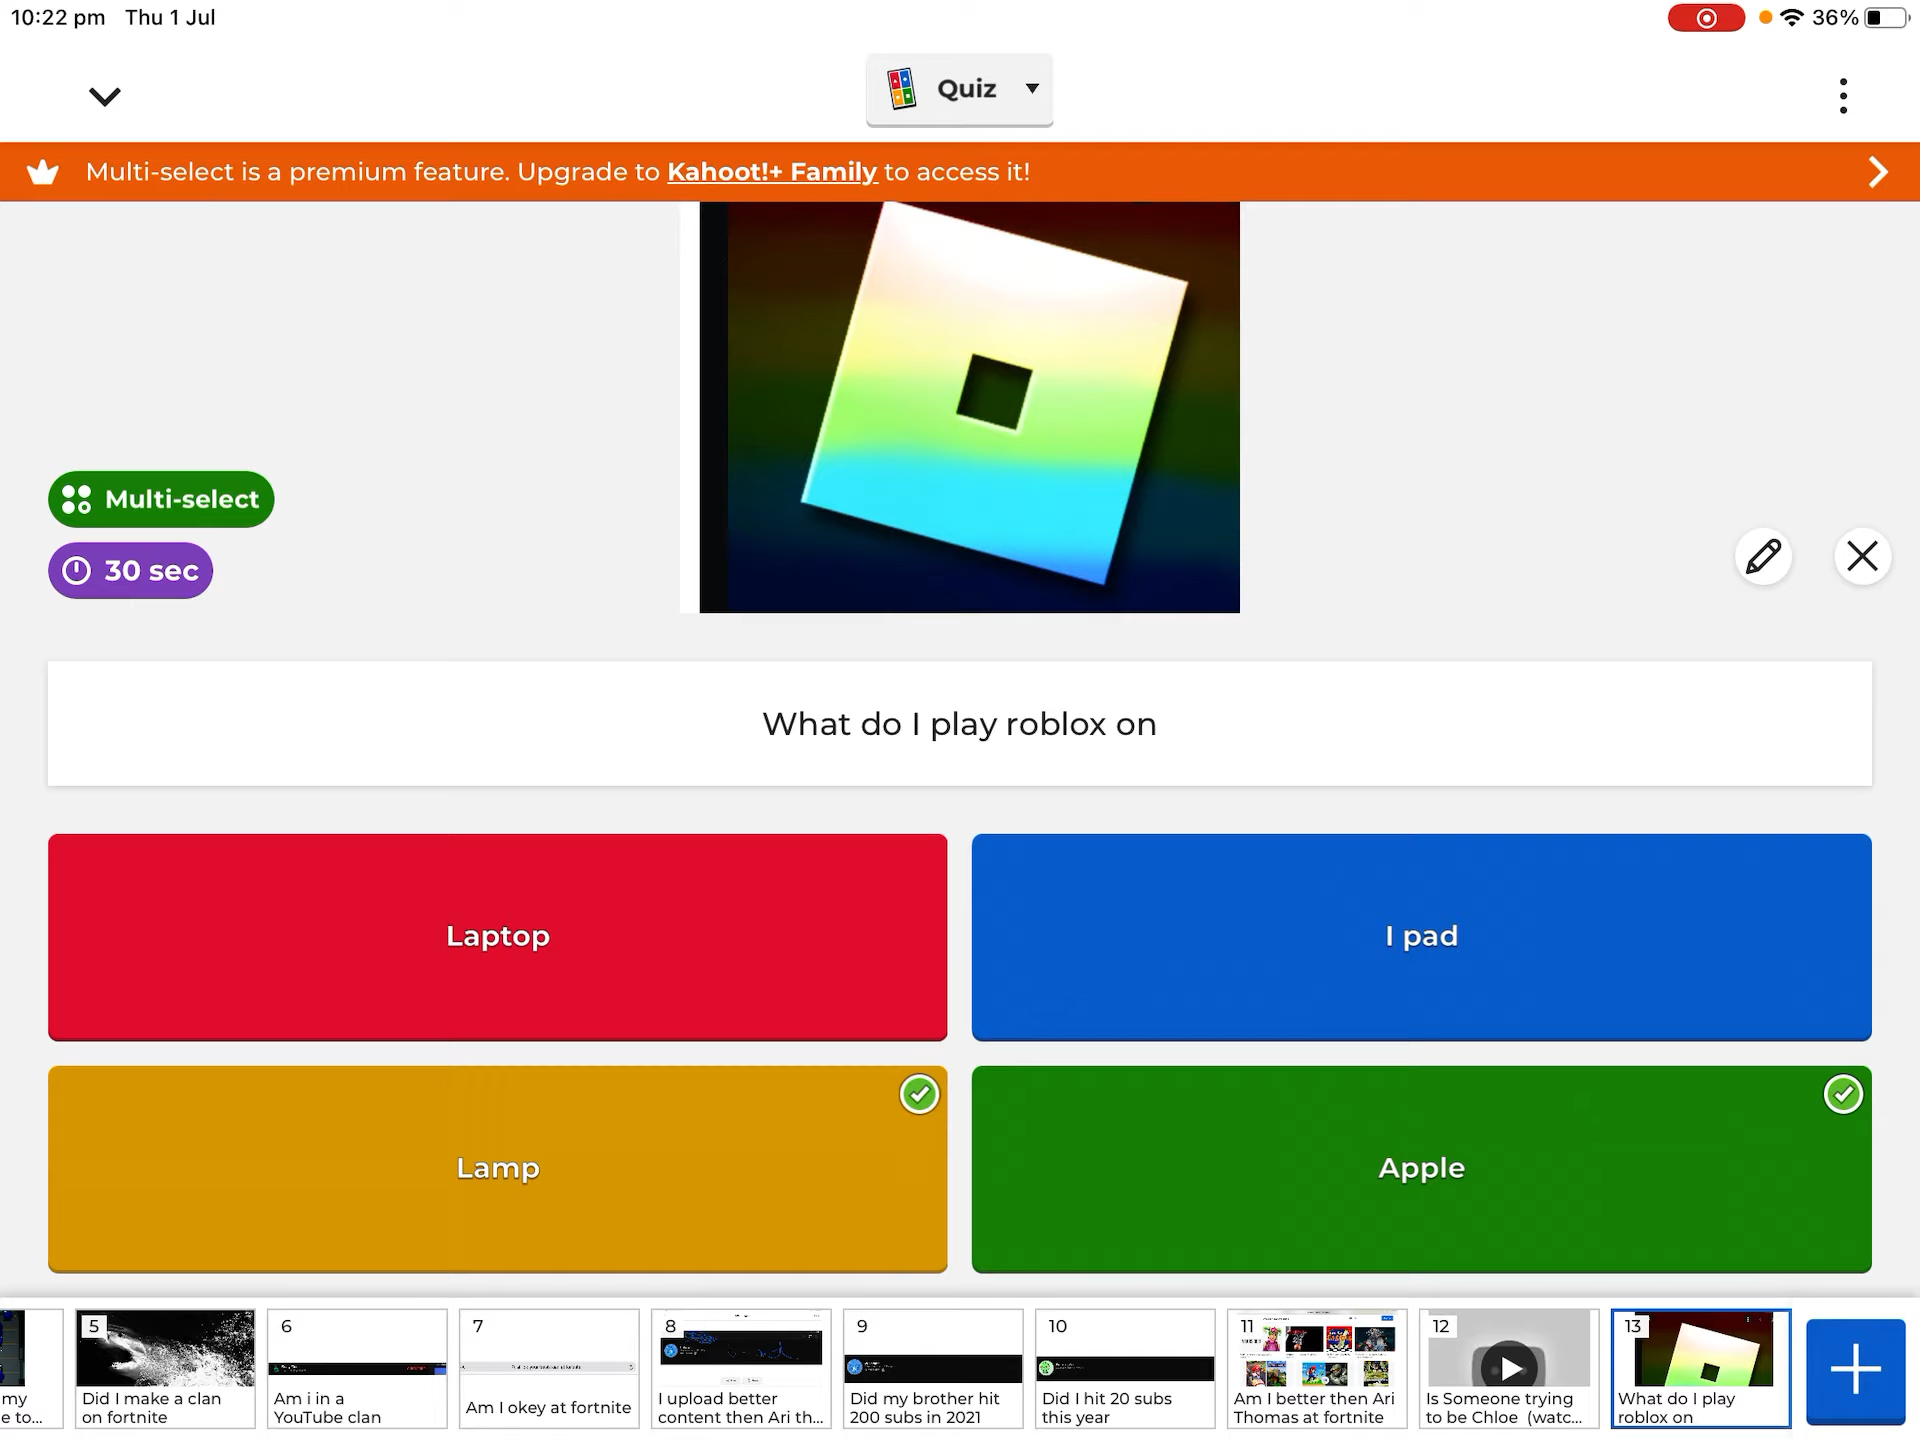 10:22 pm Thu 1 Jul
36%
Quiz
Multi-select is a premium feature. Upgrade to Kahoot!+ Family to access it!
Multi-select
30 sec
What do I play roblox on
Laptop
I pad
Lamp
Apple
my
e to...
5
Did I make a clan
on fortnite
6
Am i in a
YouTube clan
7
Am I okey at fortnite
8
I upload better
content then Ari th...
9
Did my brother hit
200 subs in 2021
10
Did I hit 20 subs
this year
11
Am I better then Ari
Thomas at fortnite
12
Is Someone trying
to be Chloe (watc...
13
What do I play
roblox on